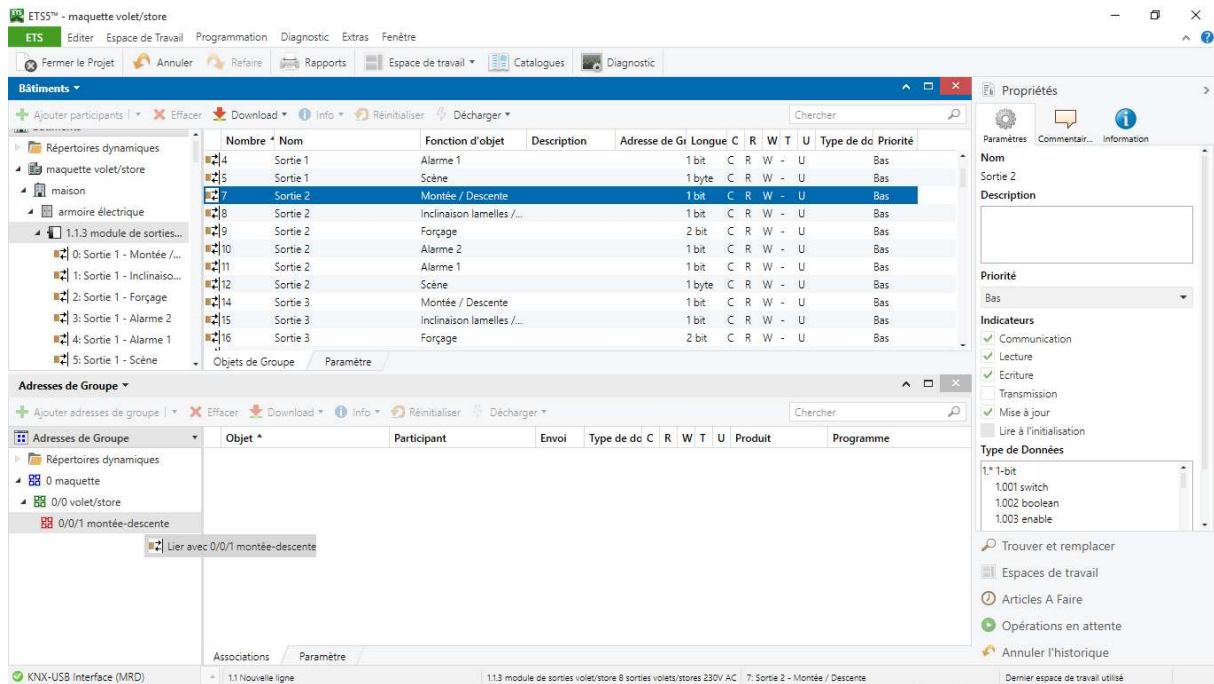 ETS5™ - maquette volet/store
ETS Editer Espace de Travail Programmation Diagnostic Extras Fenêtre
Fermer le Projet Annuler Refaire Rapports Espace de travail Catalogues Diagnostic
Bâtiments
Ajouter participants Effacer Download Info Réinitialiser Décharger Chercher
Répertoires dynamiques
maquette volet/store
maison
armoire électrique
1.1.3 module de sorties...
0: Sortie 1 - Montée /...
1: Sortie 1 - Inclinaiso...
2: Sortie 1 - Forçage
3: Sortie 1 - Alarme 2
4: Sortie 1 - Alarme 1
5: Sortie 1 - Scène
Nombre Nom Fonction d'objet Description Adresse de Gr Longue C R W T U Type de do Priorité
4 Sortie 1 Alarme 1 1 bit C R W - U Bas
5 Sortie 1 Scène 1 byte C R W - U Bas
7 Sortie 2 Montée / Descente 1 bit C R W - U Bas
8 Sortie 2 Inclinaison lamelles /... 1 bit C R W - U Bas
9 Sortie 2 Forçage 2 bit C R W - U Bas
10 Sortie 2 Alarme 2 1 bit C R W - U Bas
11 Sortie 2 Alarme 1 1 bit C R W - U Bas
12 Sortie 2 Scène 1 byte C R W - U Bas
14 Sortie 3 Montée / Descente 1 bit C R W - U Bas
15 Sortie 3 Inclinaison lamelles /... 1 bit C R W - U Bas
16 Sortie 3 Forçage 2 bit C R W - U Bas
Objets de Groupe Paramètre
Adresses de Groupe
Ajouter adresses de groupe Effacer Download Info Réinitialiser Décharger Chercher
Adresses de Groupe
Répertoires dynamiques
0 maquette
0/0 volet/store
0/0/1 montée-descente
Lier avec 0/0/1 montée-descente
Objet Participant Envoi Type de do C R W T U Produit Programme
Associations Paramètre
Propriétés
Paramètres Commentair... Information
Nom
Sortie 2
Description
Priorité
Bas
Indicateurs
Communication
Lecture
Ecriture
Transmission
Mise à jour
Lire à l'initialisation
Type de Données
1.* 1-bit
1.001 switch
1.002 boolean
1.003 enable
Trouver et remplacer
Espaces de travail
Articles A Faire
Opérations en attente
Annuler l'historique
KNX-USB Interface (MRD) 1.1 Nouvelle ligne 1.1.3 module de sorties volet/store 8 sorties volets/stores 230V AC 7: Sortie 2 - Montée / Descente Dernier espace de travail utilisé